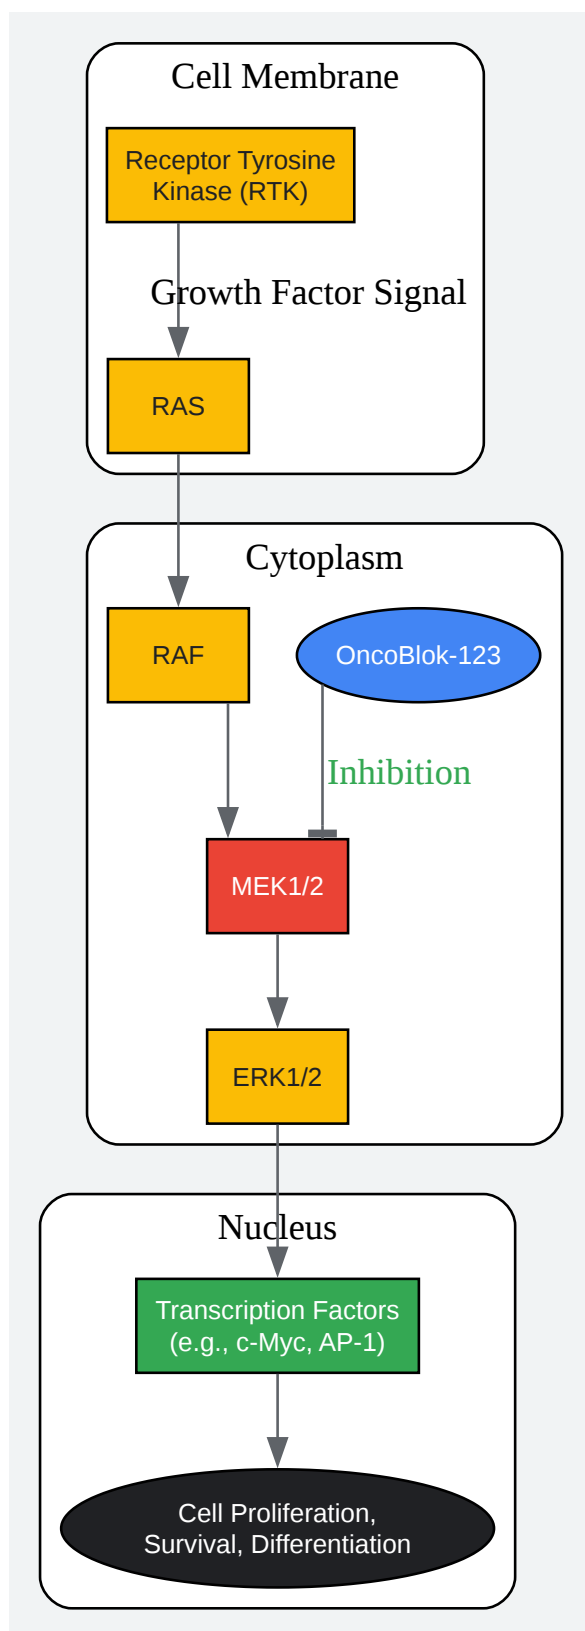 Cell Membrane
Receptor Tyrosine
Kinase (RTK)
Growth Factor Signal
RAS
Cytoplasm
RAF
OncoBlok-123
Inhibition
MEK1/2
ERK1/2
Nucleus
Transcription Factors
(e.g., c-Myc, AP-1)
Cell Proliferation,
Survival, Differentiation